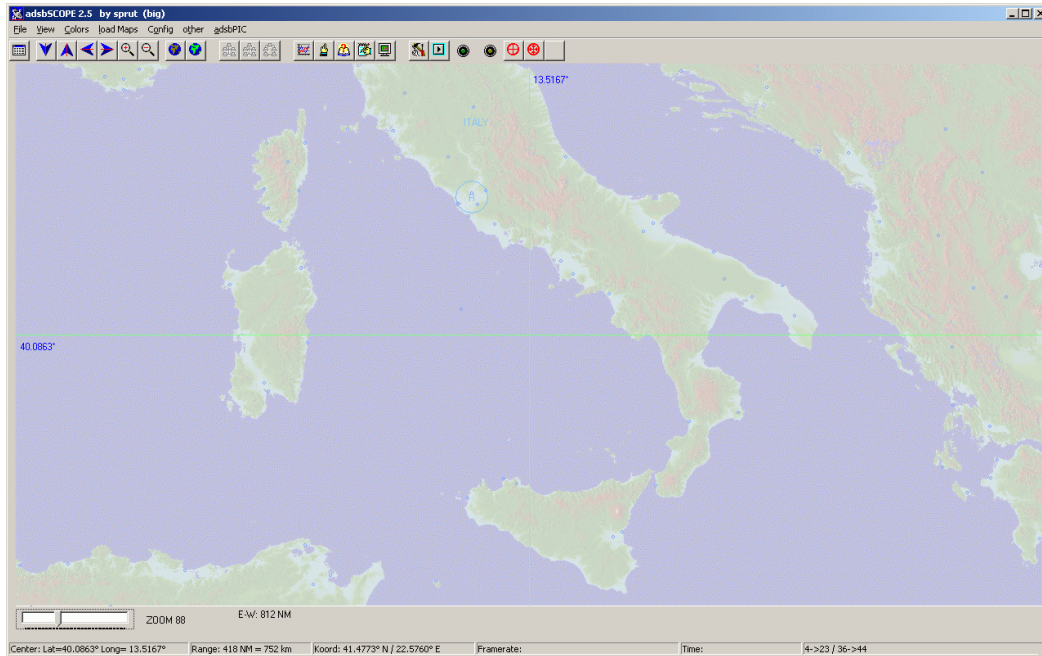 adsbSCOPE 2.5 by sprut (big)
File View Colors load Maps Config other adsbPIC
13.5167°
ITALY
40.0863°
ZOOM 88
E-W: 812 NM
Center: Lat=40.0863° Long= 13.5167° Range: 418 NM = 752 km Koord: 41.4773° N / 22.5760° E Framerate: Time: 4->23 / 36->44